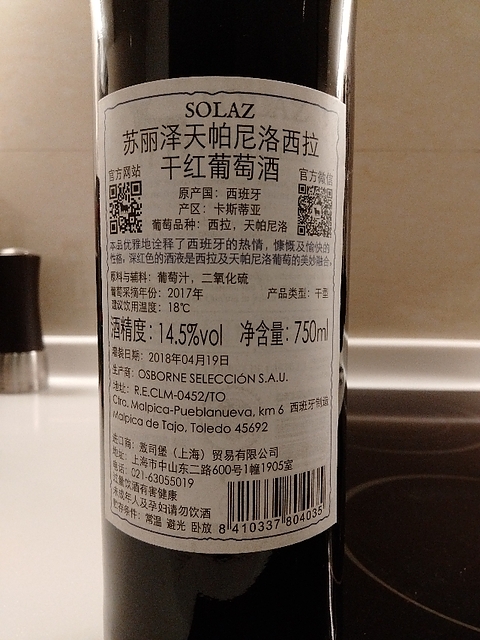 SOLAZ
苏丽泽天帕尼洛西拉
干红葡萄酒
官方网站
官方微信
原产国：西班牙
产区：卡斯蒂亚
葡萄品种：西拉，天帕尼洛
本品优雅地诠释了西班牙的热情，慷慨及愉快的
性格，深红色的酒液是西拉及天帕尼洛葡萄的美妙融合。
原料与辅料：葡萄汁，二氧化硫
葡萄采摘年份：2017年 产品类型：干型
建议饮用温度：18℃
酒精度：14.5%vol 净含量：750ml
灌装日期：2018年04月19日
生产商：OSBORNE SELECCIÓN S.A.U.
地址：R.E.CLM-0452/TO
Ctra. Malpica-Pueblanueva, km 6 西班牙制造
Malpica de Tajo. Toledo 45692
进口商：激司堡（上海）贸易有限公司
地址：上海市中山东二路600号1幢1905室
电话：021-63055019
过量饮酒有害健康
未成年人及孕妇请勿饮酒
贮存条件：常温 避光 卧放
8 410337 804035